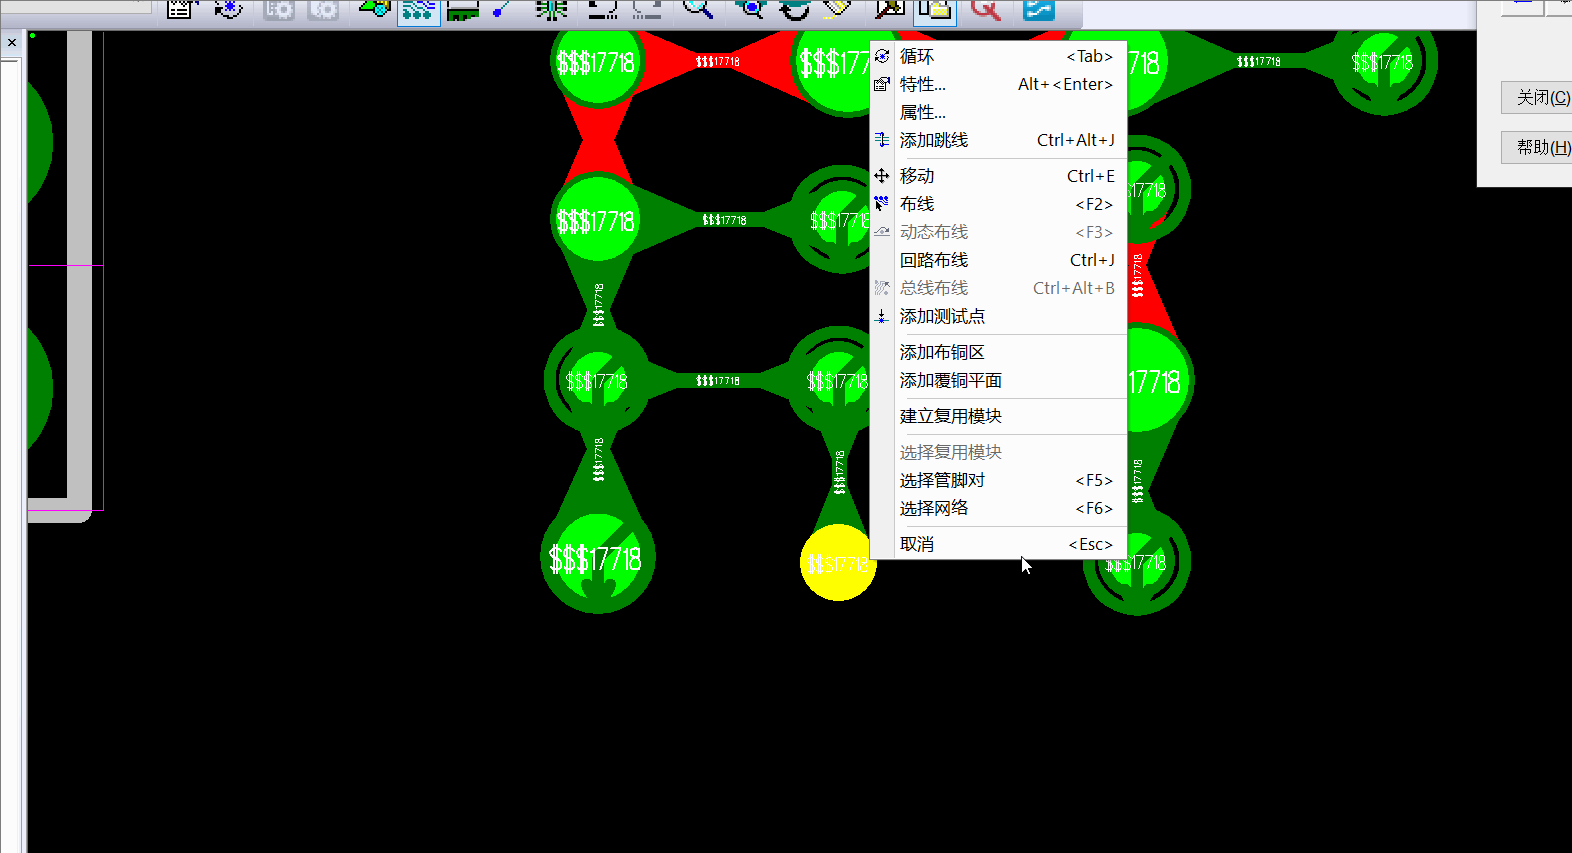 $$$17718
$$$17718
$$$17
718
$$$17718
$$$17718
循环 <Tab>
特性... Alt+<Enter>
属性...
添加跳线 Ctrl+Alt+J
移动 Ctrl+E
布线 <F2>
动态布线 <F3>
回路布线 Ctrl+J
总线布线 Ctrl+Alt+B
添加测试点
添加布铜区
添加覆铜平面
建立复用模块
选择复用模块
选择管脚对 <F5>
选择网络 <F6>
取消 <Esc>
关闭(C)
帮助(H)
17718
$$$17718
$$$17718
$$$1771
$$$17718
$$$17718
$$$17718
$$$17718
$$$17718
17718
$$$17718
$$$17718
$$$17718
$$$17718
$$$17718
$$$17718
$$$17718